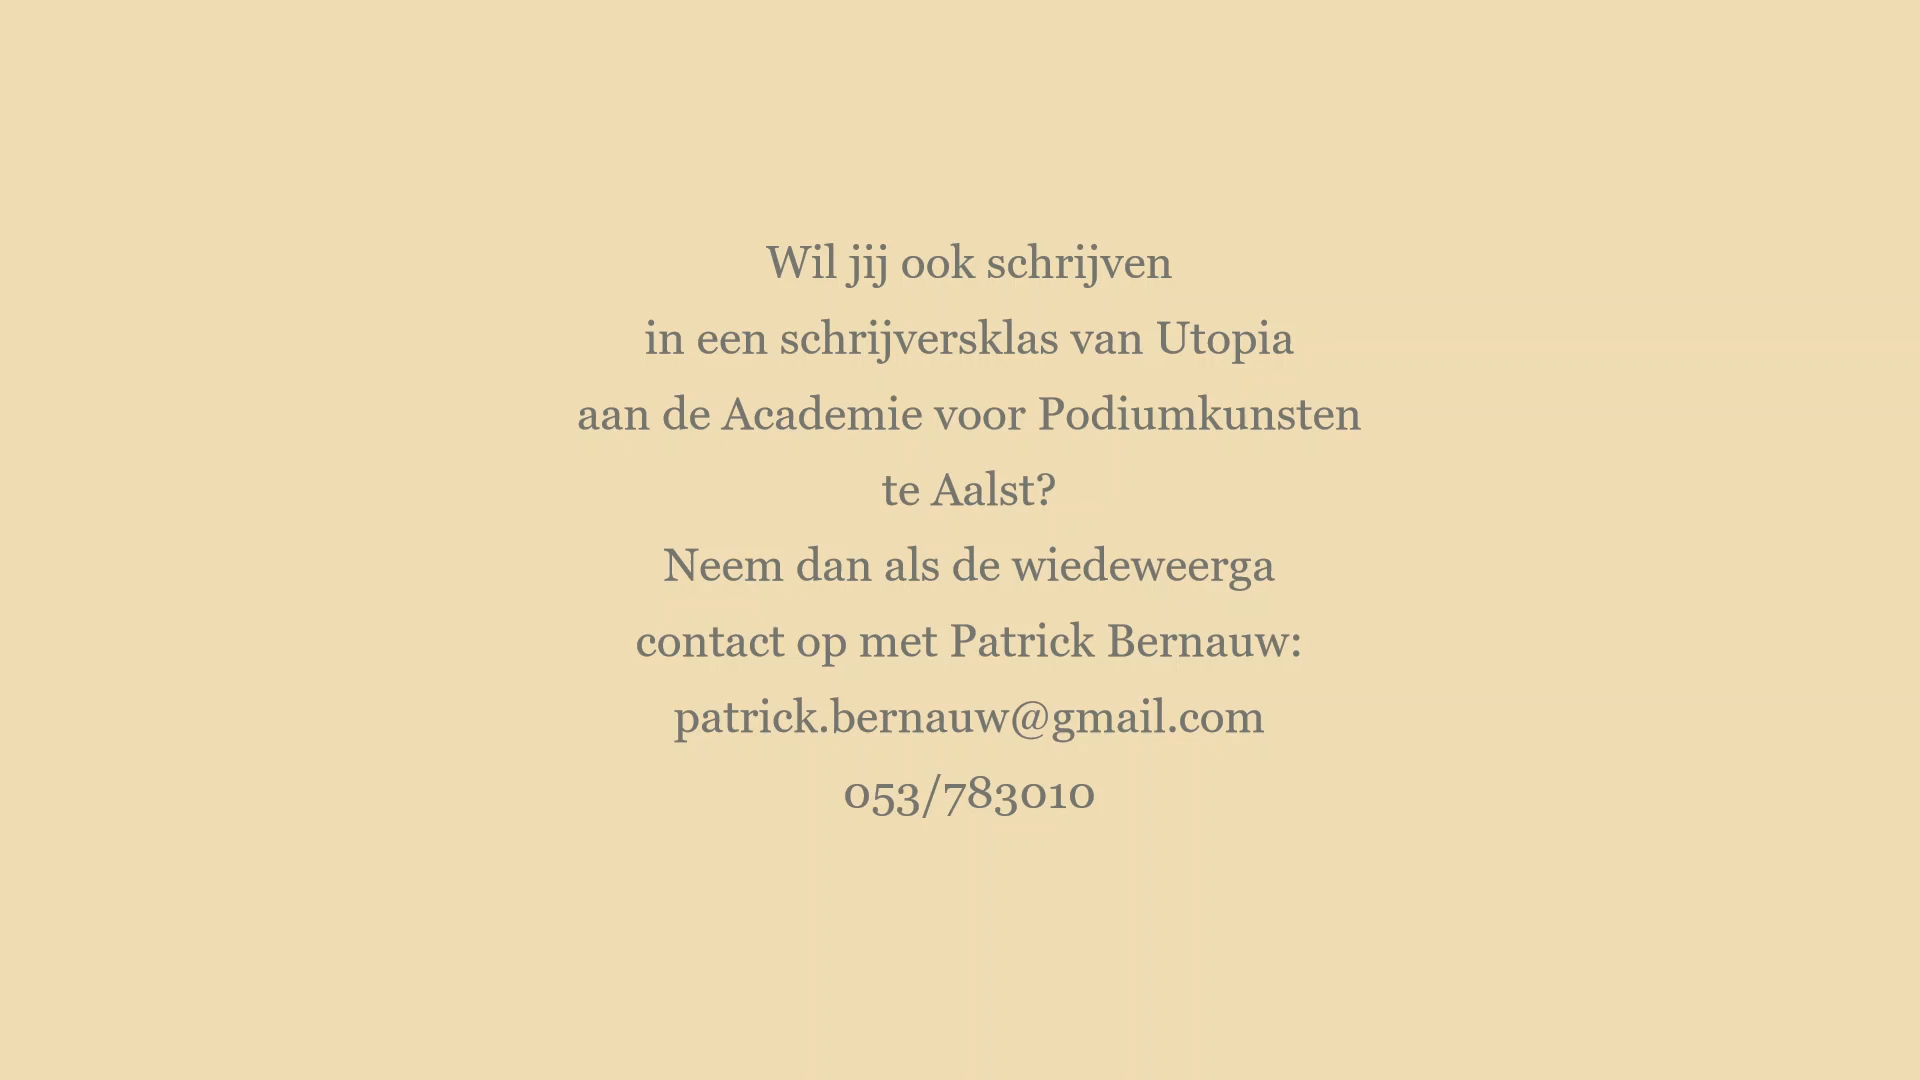 Wil jij ook schrijven
in een schrijversklas van Utopia
aan de Academie voor Podiumkunsten
te Aalst?
Neem dan als de wiedeweerga
contact op met Patrick Bernauw:
patrick.bernauw@gmail.com
053/783010